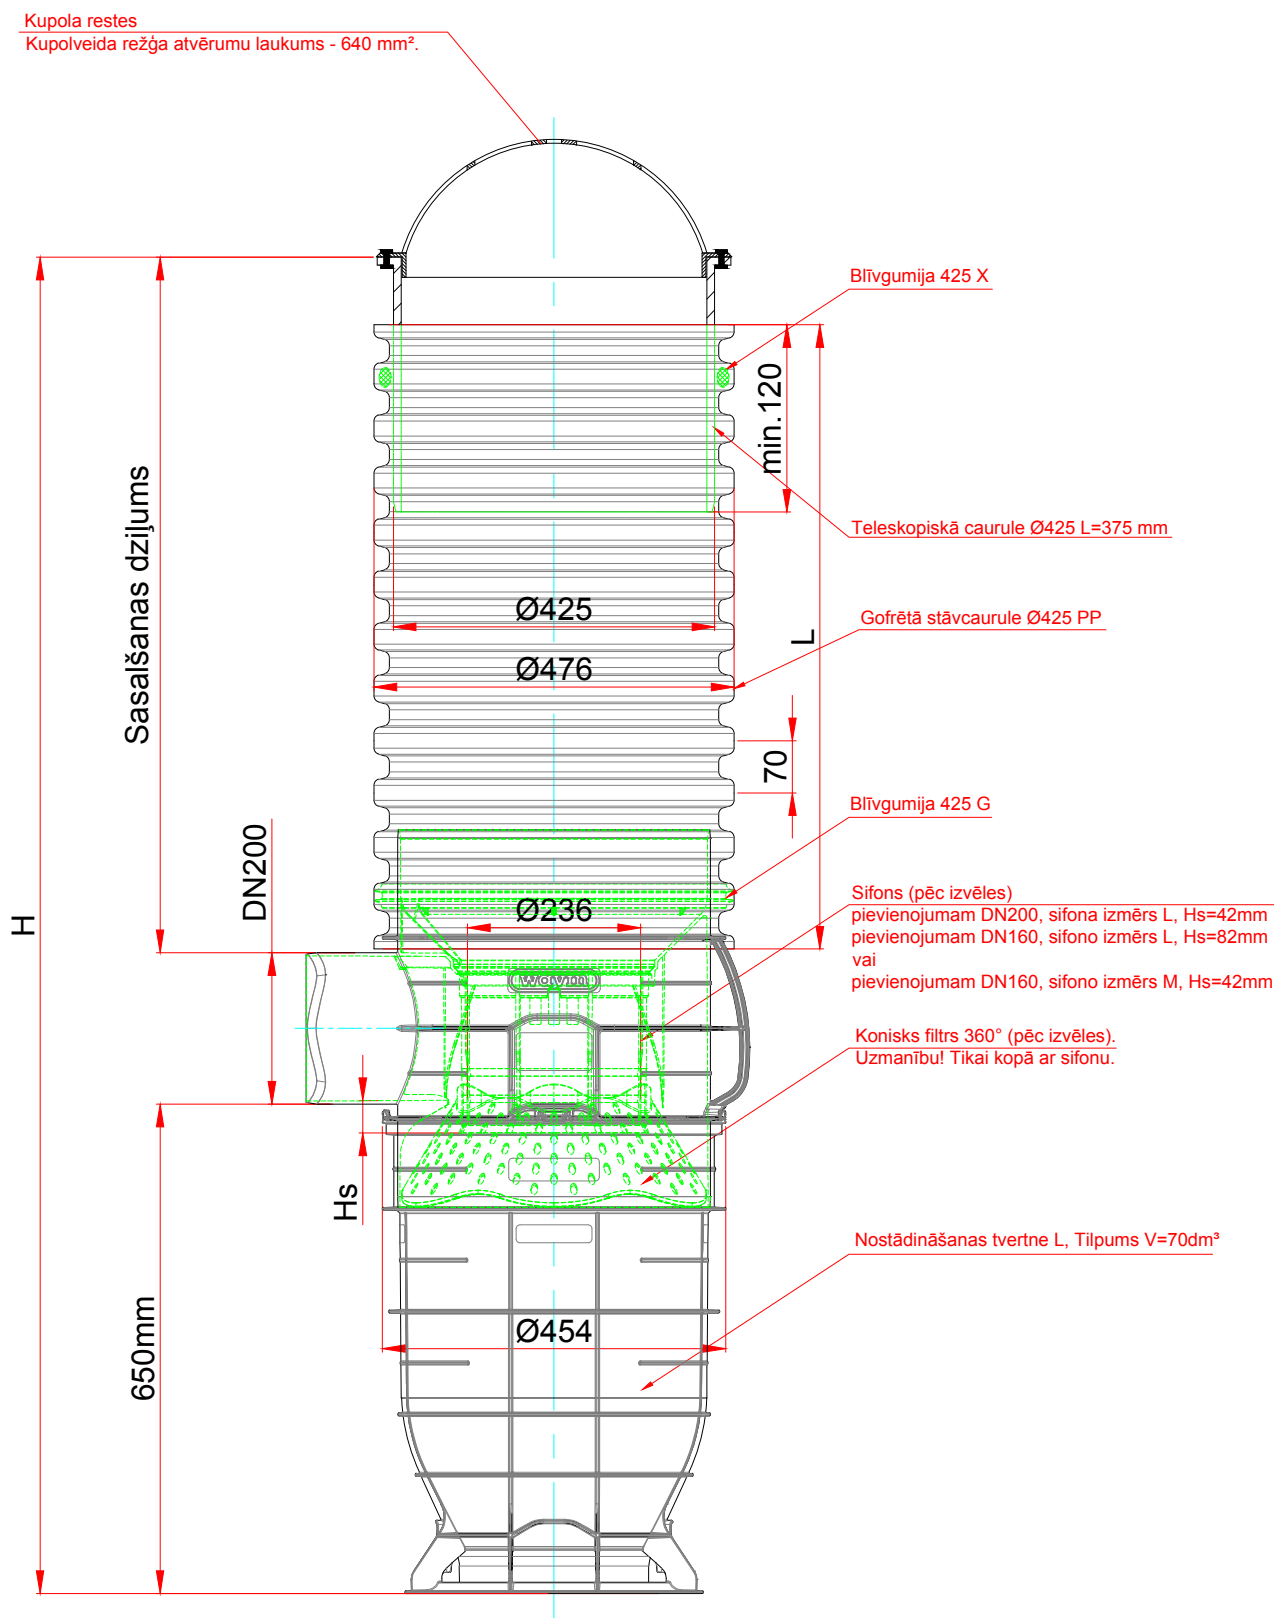 Kupola restes
Kupolveida režģa atvērumu laukums - 640 mm².
Blīvgumija 425 X
min.120
Teleskopiskā caurule Ø425 L=375 mm
Sasalšanas dziļums
Ø425
Gofrētā stāvcaurule Ø425 PP
L
Ø476
70
Blīvgumija 425 G
DN200
H
Ø236
Sifons (pēc izvēles)
pievienojumam DN200, sifona izmērs L, Hs=42mm
pievienojumam DN160, sifono izmērs L, Hs=82mm
vai
pievienojumam DN160, sifono izmērs M, Hs=42mm
wavin
Konisks filtrs 360° (pēc izvēles).
Uzmanību! Tikai kopā ar sifonu.
Hs
Nostādināšanas tvertne L, Tilpums V=70dm³
650mm
Ø454